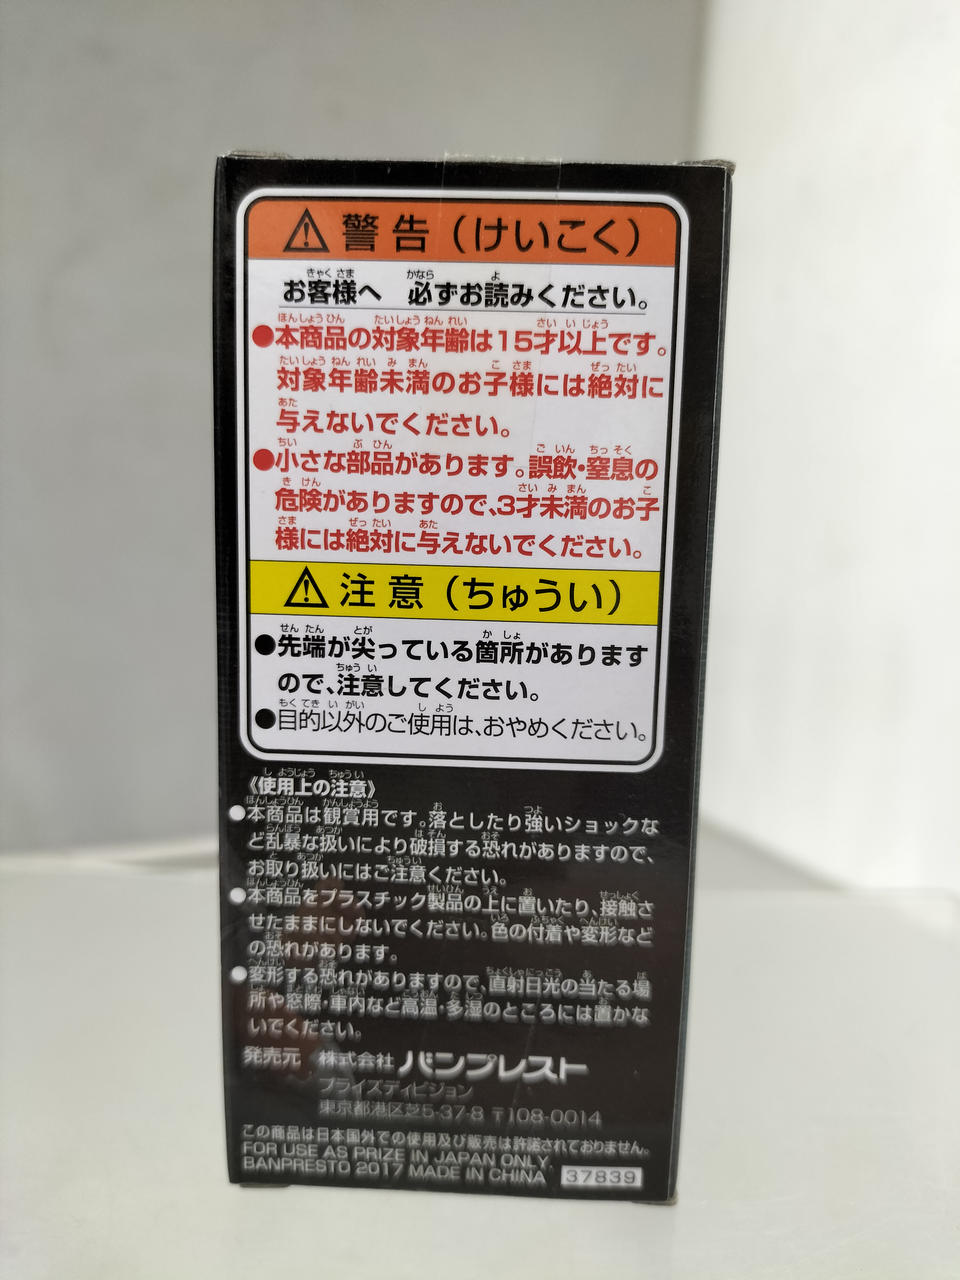 警告（けいこく）
お客様へ 必ずお読みください。
●本商品の対象年齢は15才以上です。
対象年齢未満のお子様には絶対に
与えないでください。
●小さな部品があります。誤飲・窒息の
危険がありますので、3才未満のお子
様には絶対に与えないでください。
注意（ちゅうい）
●先端が尖っている箇所があります
ので、注意してください。
●目的以外のご使用は、おやめください。
《使用上の注意》
●本商品は観賞用です。落としたり強いショックな
ど乱暴な扱いにより破損する恐れがありますので、
お取り扱いにはご注意ください。
●本商品をプラスチック製品の上に置いたり、接触さ
せたままにしないでください。色の付着や変形など
の恐れがあります。
●変形する恐れがありますので、直射日光の当たる場
所や窓際・車内など高温・多湿のところには置かな
いでください。
発売元 株式会社 バンプレスト
プライズディビジョン
東京都港区芝5-37-8 〒108-0014
この商品は日本国外での使用及び販売は許諾されておりません。
FOR USE AS PRIZE IN JAPAN ONLY.
BANPRESTO 2017 MADE IN CHINA 37839